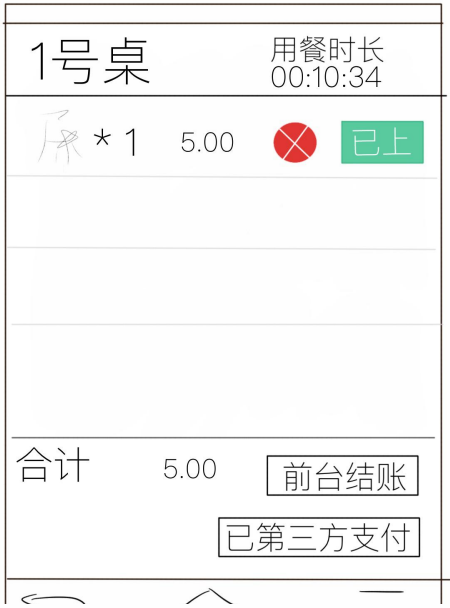 1号桌
用餐时长
00:10:34
* 1 5.00 已上
合计 5.00 前台结账
已第三方支付